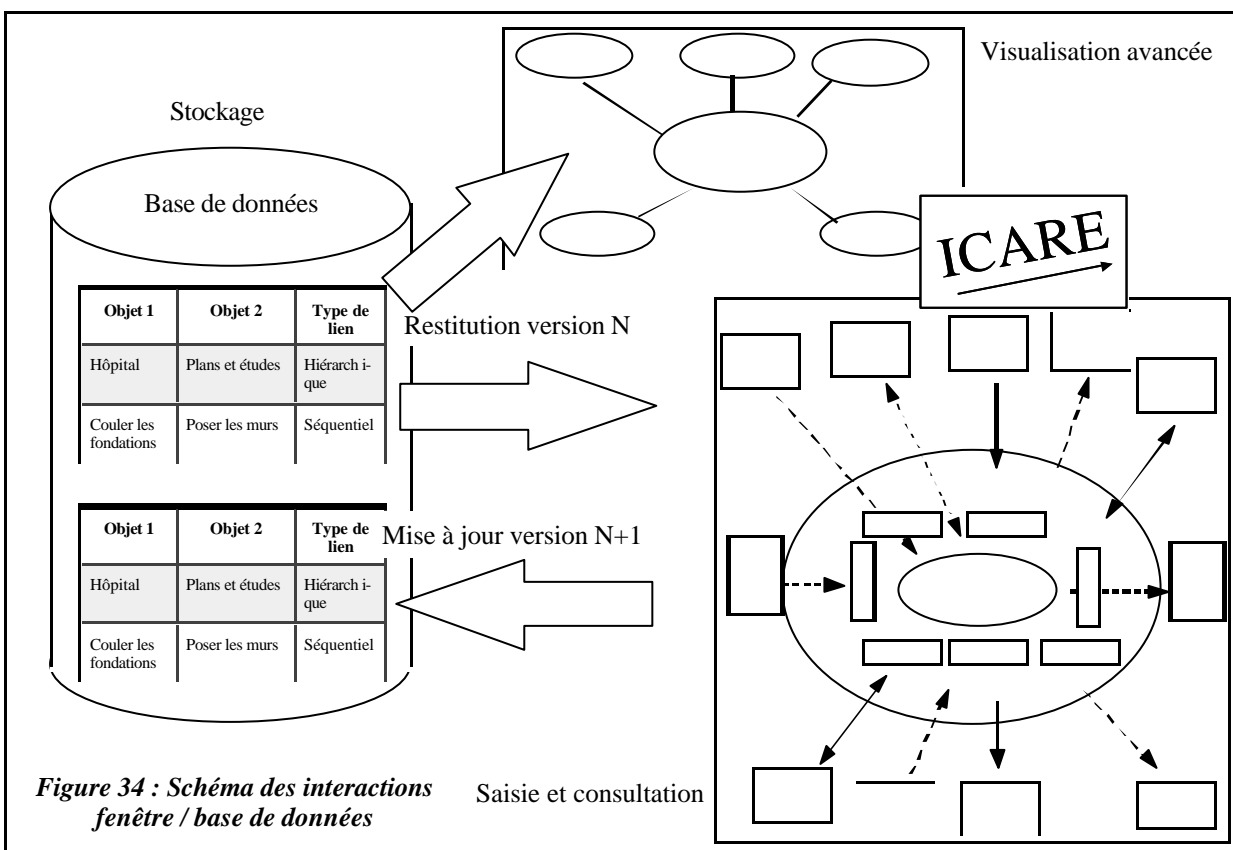 Visualisation avancée
Stockage
Base de données
ICARE
Objet 1 Objet 2 Type de
lien
Hôpital Plans et études Hiérarch i-
que
Couler les Poser les murs Séquentiel
fondations
Restitution version N
Objet 1 Objet 2 Type de
lien
Mise à jour version N+1
Hôpital Plans et études Hiérarch i-
que
Couler les Poser les murs Séquentiel
fondations
Figure 34 : Schéma des interactions
fenêtre / base de données
Saisie et consultation